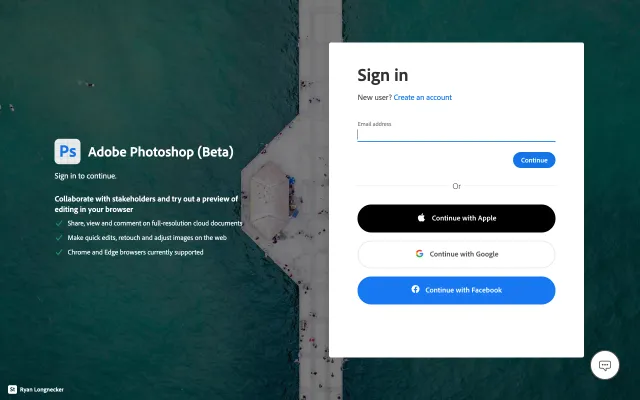 Ps
Adobe Photoshop (Beta)
Sign in to continue.
Collaborate with stakeholders and try out a preview of
editing in your browser
Share, view and comment on full-resolution cloud documents
Make quick edits, retouch and adjust images on the web
Chrome and Edge browsers currently supported
St
Ryan Longnecker
Sign in
New user? Create an account
Email address
Continue
Or
Continue with Apple
Continue with Google
Continue with Facebook